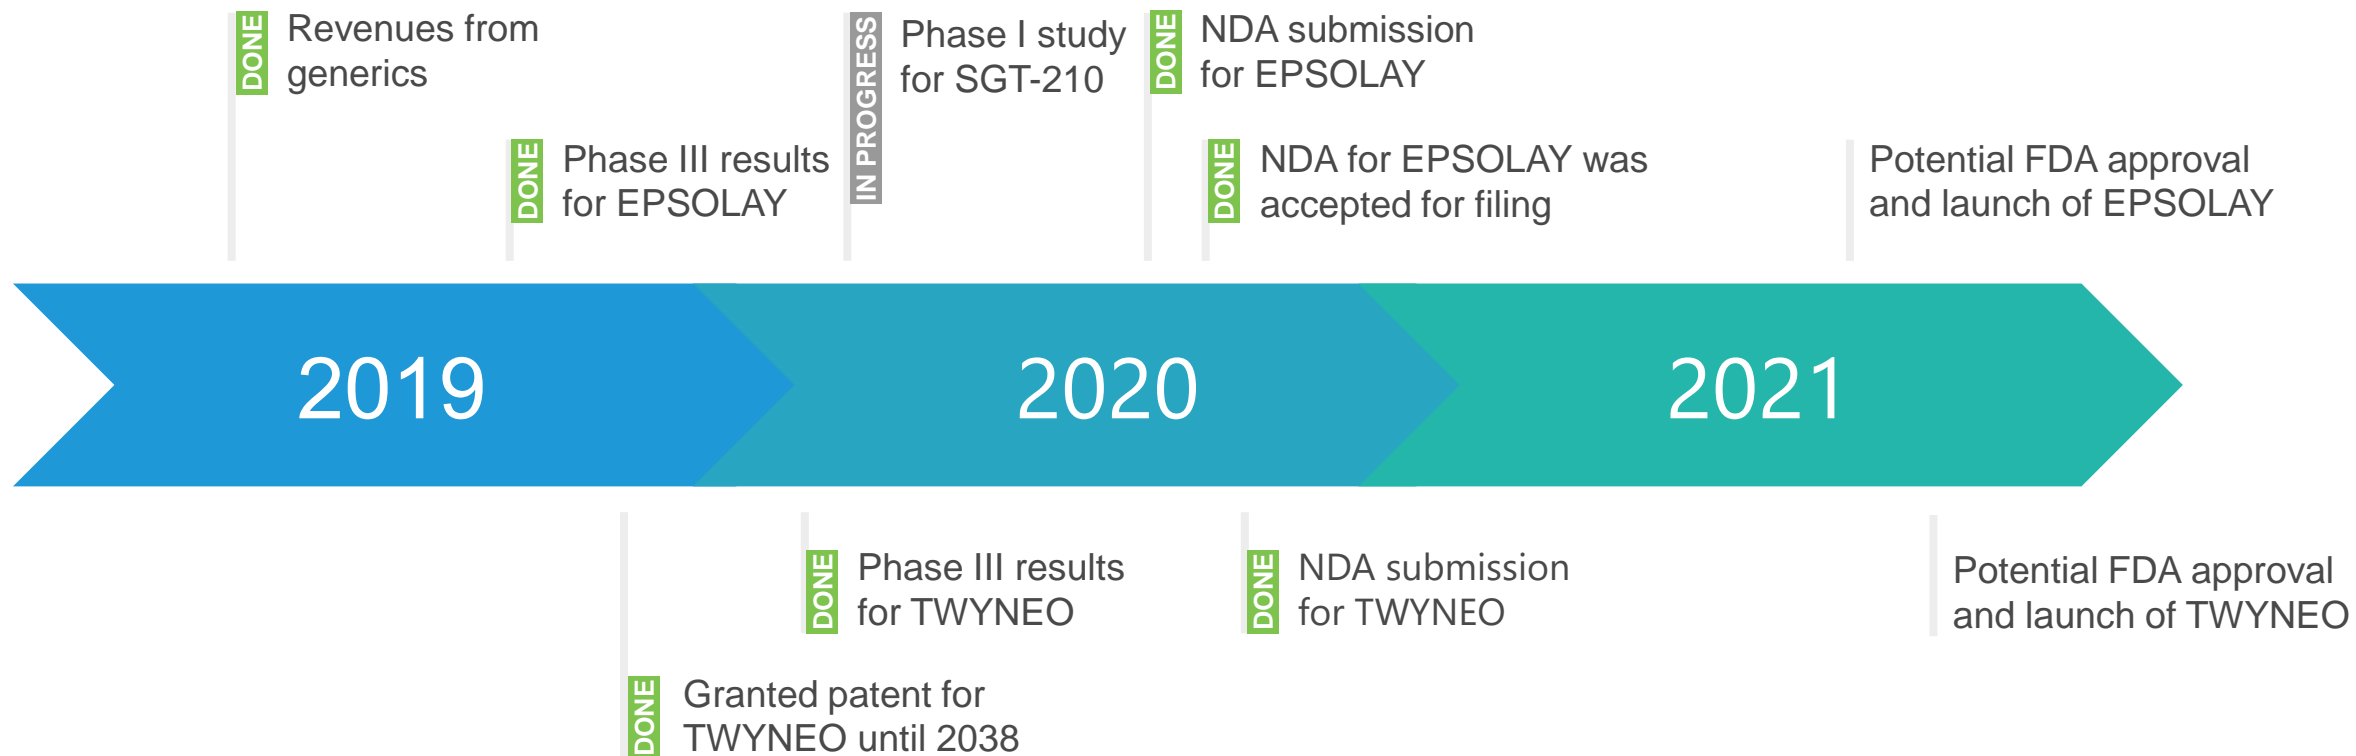 DONE
Revenues from
generics
DONE
Phase III results
for EPSOLAY
IN PROGRESS
Phase I study
for SGT-210
DONE
NDA submission
for EPSOLAY
DONE
NDA for EPSOLAY was
accepted for filing
Potential FDA approval
and launch of EPSOLAY
2019
2020
2021
DONE
Granted patent for
TWYNEO until 2038
DONE
Phase III results
for TWYNEO
DONE
NDA submission
for TWYNEO
Potential FDA approval
and launch of TWYNEO